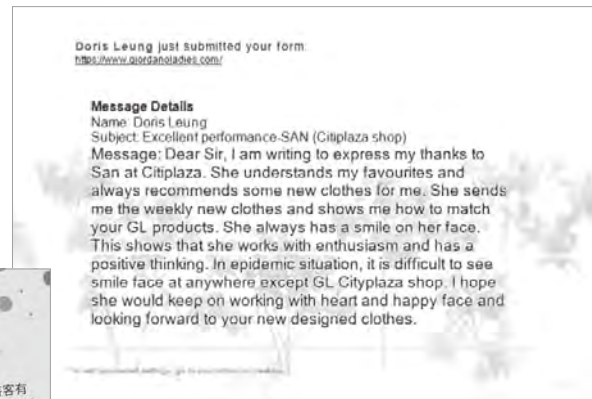 Doris Leung just submitted your form:
https://www.giordanoladies.com/
Message Details
Name: Doris Leung
Subject: Excellent performance-SAN (Citiplaza shop)
Message: Dear Sir, I am writing to express my thanks to
San at Citiplaza. She understands my favourites and
always recommends some new clothes for me. She sends
me the weekly new clothes and shows me how to match
your GL products. She always has a smile on her face.
This shows that she works with enthusiasm and has a
positive thinking. In epidemic situation, it is difficult to see
smile face at anywhere except GL Cityplaza shop. I hope
she would keep on working with heart and happy face and
looking forward to your new designed clothes.
客有